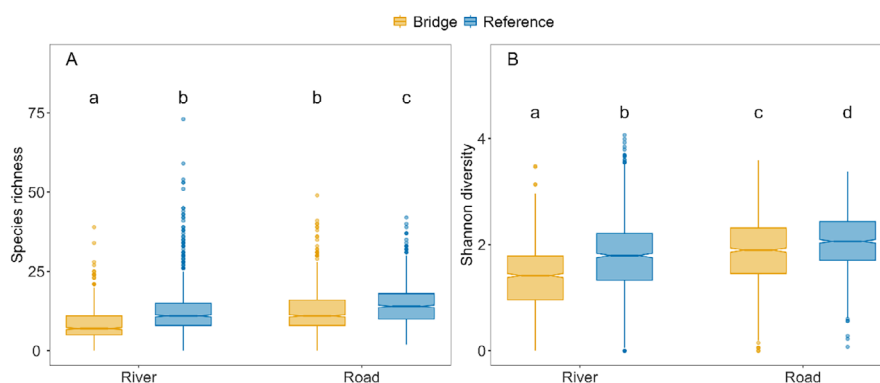 Bridge Reference
A
a b b c
75
50
25
0
Species richness
River Road
B
a b c d
4
2
0
Shannon diversity
River Road